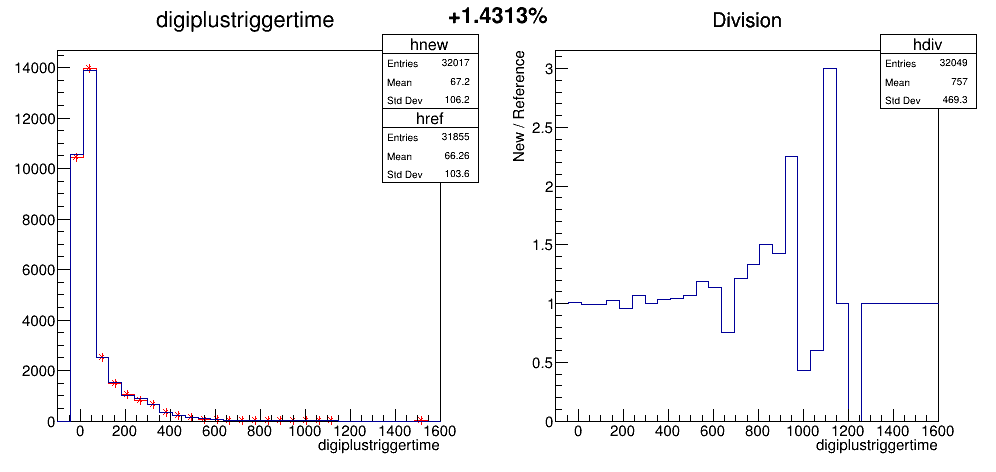 +1.4313%
digiplustriggertime
hnew
Entries 32017
Mean 67.2
Std Dev 106.2
href
Entries 31855
Mean 66.26
Std Dev 103.6
14000
12000
10000
8000
6000
4000
2000
0
0 200 400 600 800 1000 1200 1400 1600
digiplustriggertime
Division
hdiv
Entries 32049
Mean 757
Std Dev 469.3
New / Reference
3
2.5
2
1.5
1
0.5
0
0 200 400 600 800 1000 1200 1400 1600
digiplustriggertime